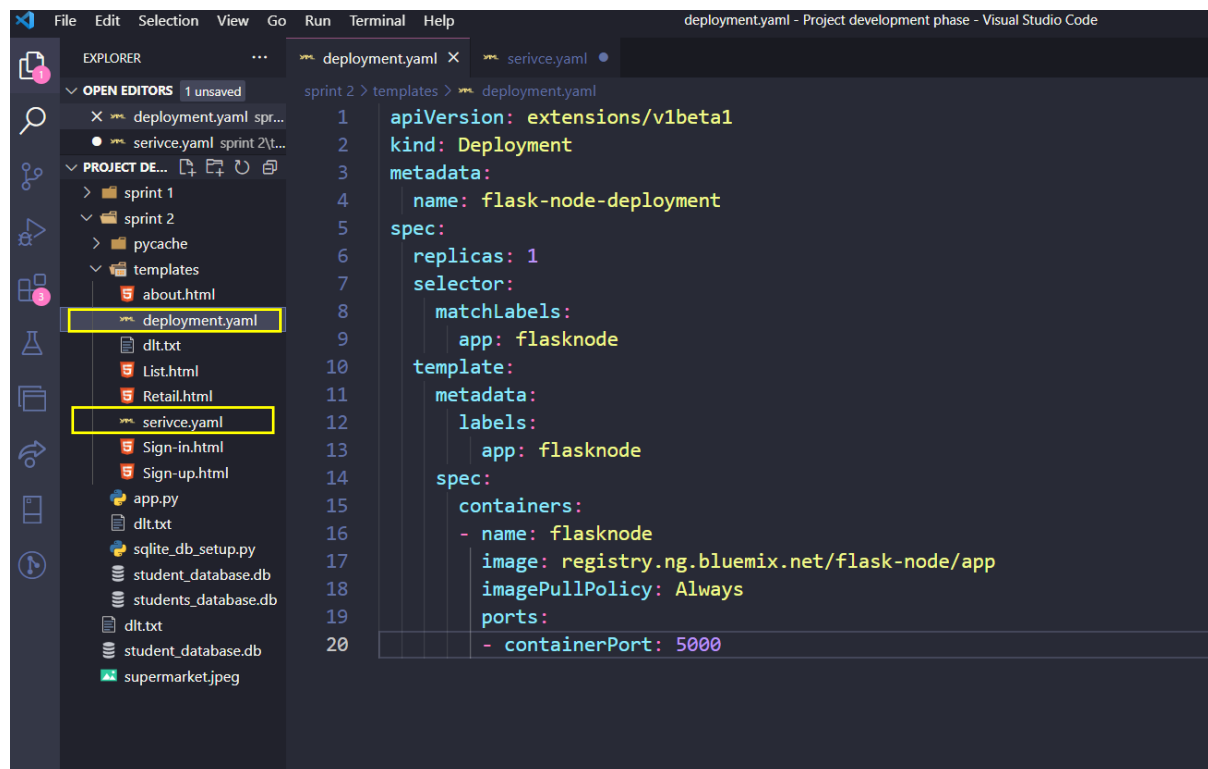 File Edit Selection View Go Run Terminal Help
deployment.yaml - Project development phase - Visual Studio Code
1
3
EXPLORER
OPEN EDITORS 1 unsaved
deployment.yaml spr...
serivce.yaml sprint 2\t...
PROJECT DE...
sprint 1
sprint 2
pycache
templates
about.html
deployment.yaml
dlt.txt
List.html
Retail.html
serivce.yaml
Sign-in.html
Sign-up.html
app.py
dlt.txt
sqlite_db_setup.py
student_database.db
students_database.db
dlt.txt
student_database.db
supermarket.jpeg
deployment.yaml serivce.yaml
sprint 2 > templates > deployment.yaml
1 apiVersion: extensions/v1beta1
2 kind: Deployment
3 metadata:
4   name: flask-node-deployment
5 spec:
6   replicas: 1
7   selector:
8     matchLabels:
9       app: flasknode
10   template:
11     metadata:
12       labels:
13         app: flasknode
14     spec:
15       containers:
16       - name: flasknode
17         image: registry.ng.bluemix.net/flask-node/app
18         imagePullPolicy: Always
19         ports:
20         - containerPort: 5000